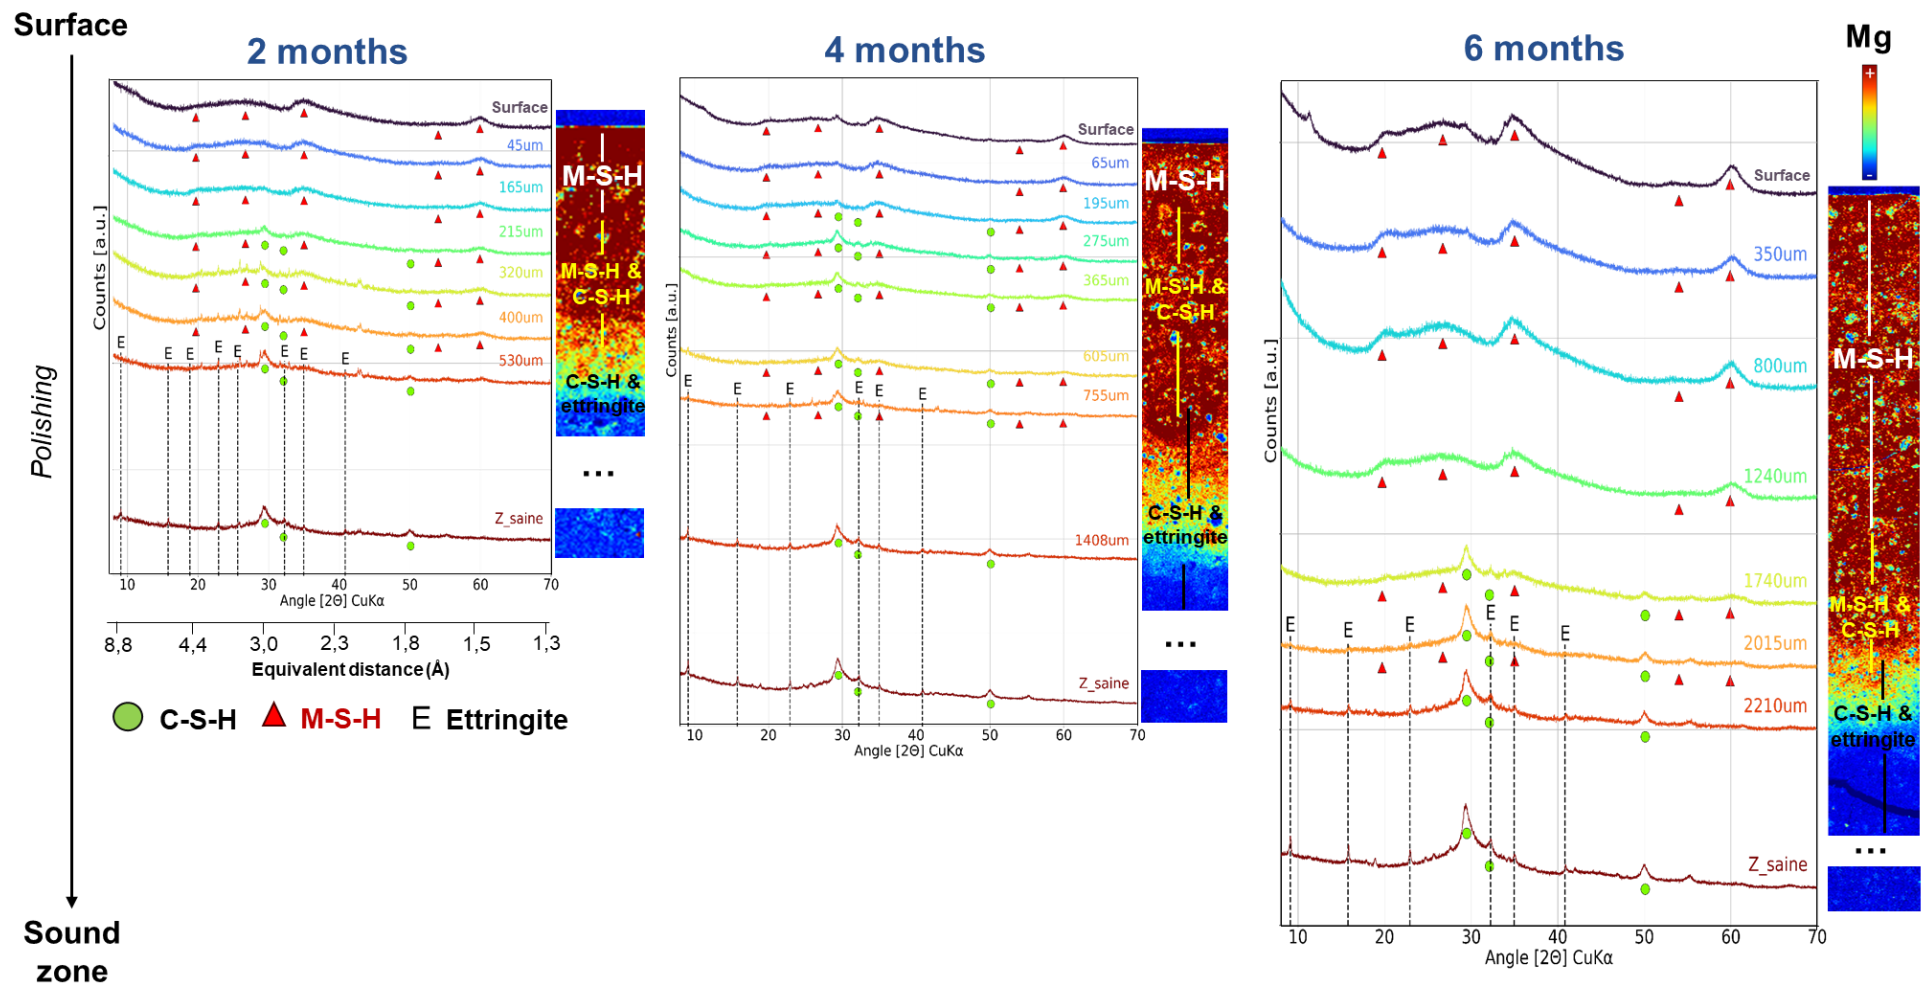 Surface
Polishing
Sound
zone
2 months
Counts [a.u.]
Surface
45um
165um
215um
320um
400um
530um
Z_saine
E
E
E
E
E
E
E
E
10
20
30
40
50
60
70
Angle [2Θ] CuKα
8,8
4,4
3,0
2,3
1,8
1,5
1,3
Equivalent distance (Å)
C-S-H
M-S-H
E Ettringite
M-S-H
M-S-H &
C-S-H
C-S-H &
ettringite
...
4 months
Counts [a.u.]
Surface
65um
195um
275um
365um
605um
755um
1408um
Z_saine
E
E
E
E
E
E
10
20
30
40
50
60
70
Angle [2Θ] CuKα
M-S-H
M-S-H &
C-S-H
C-S-H &
ettringite
...
6 months
Counts [a.u.]
Surface
350um
800um
1240um
1740um
2015um
2210um
Z_saine
E
E
E
E
E
E
10
20
30
40
50
60
70
Angle [2Θ] CuKα
Mg
+
-
M-S-H
M-S-H &
C-S-H
C-S-H &
ettringite
...